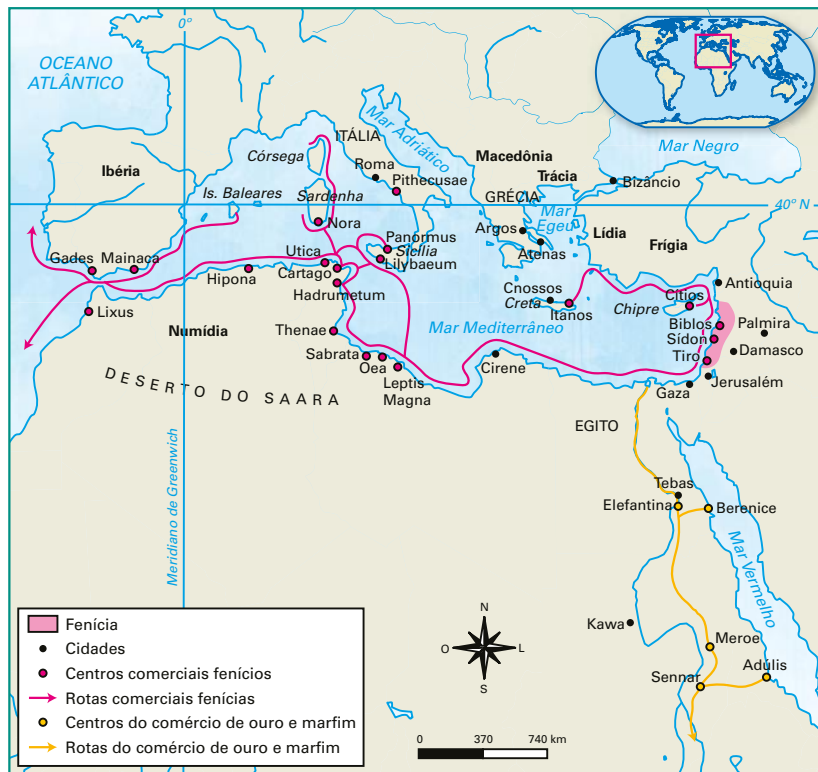 0°
OCEANO
ATLÂNTICO
ITÁLIA
Mar Adriático
Córsega
Roma
Macedônia
Mar Negro
Ibéria
Pithecusae
Trácia
Bizâncio
Is. Baleares
Sardenha
GRÉCIA
40° N
Nora
Panormus
Argos
Mar
Egeu
Lídia
Frígia
Gades
Mainaca
Utica
Sicília
Atenas
Lilybaeum
Hipona
Cartago
Antioquia
Hadrumetum
Cnossos
Creta
Cítios
Lixus
Itanos
Chipre
Numídia
Thenae
Mar Mediterrâneo
Biblos
Palmira
Sídon
Sabrata
Cirene
Tiro
Damasco
Oea
DESERTO DO SAARA
Leptis
Magna
Gaza
Jerusalém
EGITO
Meridiano de Greenwich
Tebas
Elefantina
Berenice
Mar Vermelho
Kawa
Meroe
Sennar
Adúlis
N
O
L
S
Fenícia
Cidades
Centros comerciais fenícios
Rotas comerciais fenícias
Centros do comércio de ouro e marfim
Rotas do comércio de ouro e marfim
0 370 740 km